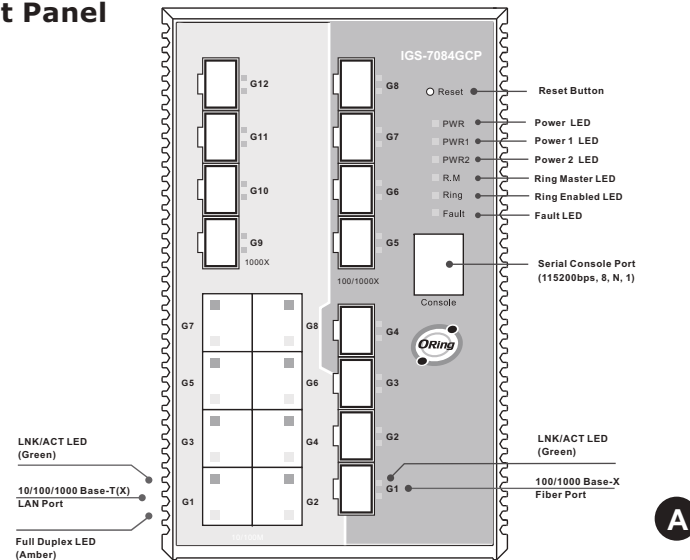 t Panel
IGS-7084GCP
G12
G8
Reset
Reset Button
PWR
Power LED
G11
G7
PWR1
Power 1 LED
PWR2
Power 2 LED
G10
G6
R.M
Ring Master LED
Ring
Ring Enabled LED
Fault
Fault LED
G9
1000X
G5
100/1000X
Serial Console Port
(115200bps, 8, N, 1)
Console
G7
G8
G4
ORing
G5
G6
G3
G3
G4
G2
LNK/ACT LED
(Green)
10/100/1000 Base-T(X)
LAN Port
Full Duplex LED
(Amber)
G1
G2
G1
LNK/ACT LED
(Green)
100/1000 Base-X
Fiber Port
10/100M
A